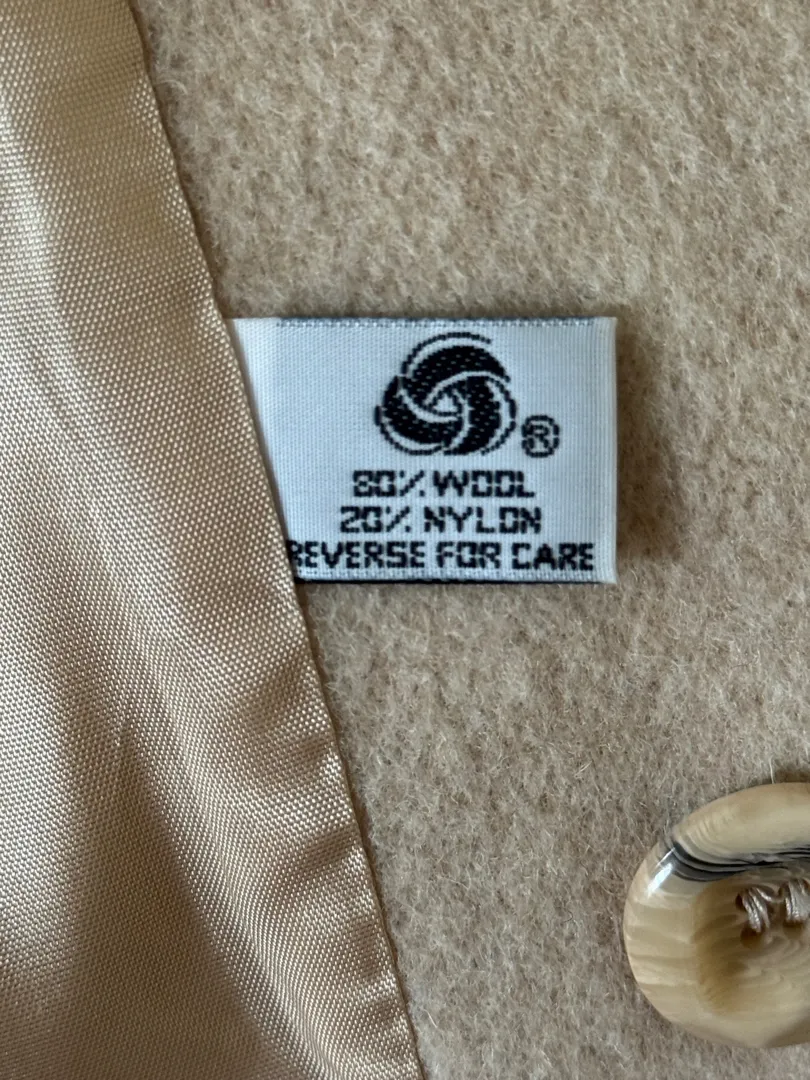 ®
80% WOOL
20% NYLON
REVERSE FOR CARE